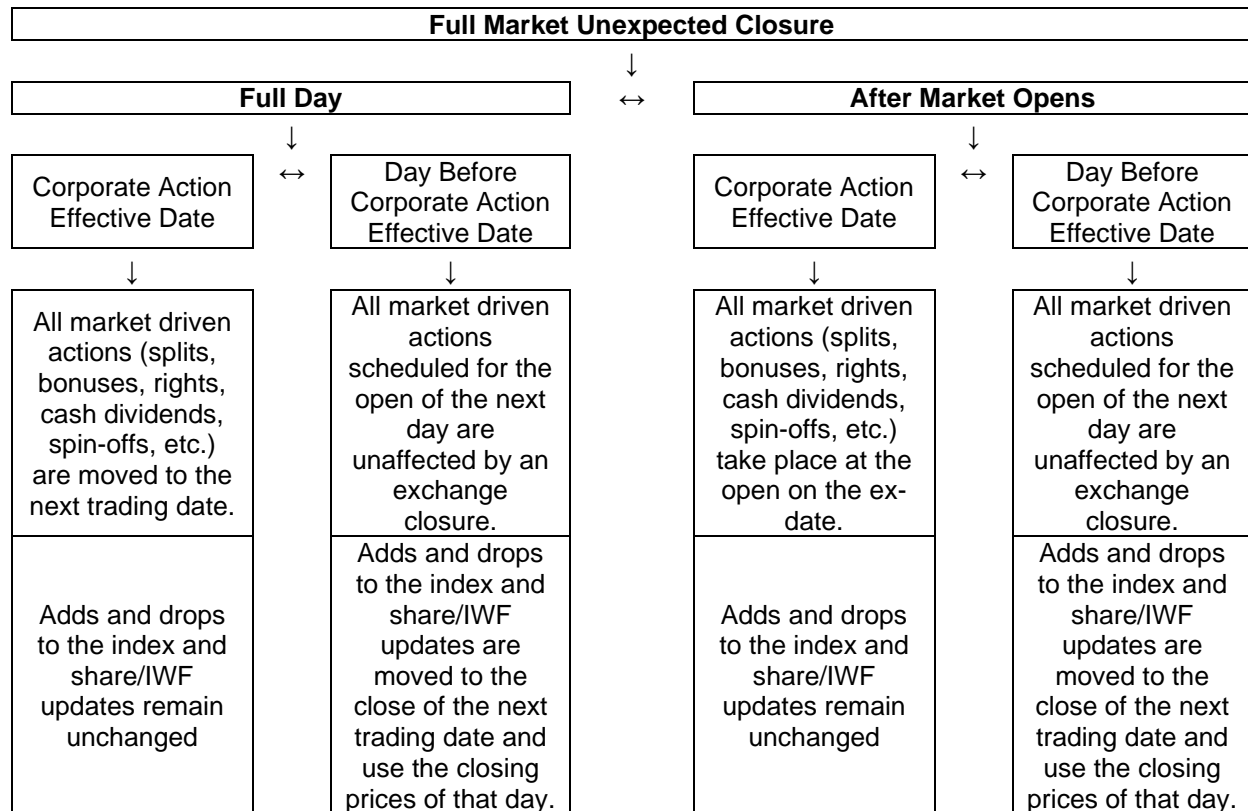 Full Market Unexpected Closure
↓
Full Day
↔
After Market Opens
↓
↓
Corporate Action
Effective Date
↔
Day Before
Corporate Action
Effective Date
Corporate Action
Effective Date
↔
Day Before
Corporate Action
Effective Date
↓
↓
↓
↓
All market driven
actions (splits,
bonuses, rights,
cash dividends,
spin-offs, etc.)
are moved to the
next trading date.
All market driven
actions
scheduled for the
open of the next
day are
unaffected by an
exchange
closure.
All market driven
actions (splits,
bonuses, rights,
cash dividends,
spin-offs, etc.)
take place at the
open on the ex-
date.
All market driven
actions
scheduled for the
open of the next
day are
unaffected by an
exchange
closure.
Adds and drops
to the index and
share/IWF
updates remain
unchanged
Adds and drops
to the index and
share/IWF
updates are
moved to the
close of the next
trading date and
use the closing
prices of that day.
Adds and drops
to the index and
share/IWF
updates remain
unchanged
Adds and drops
to the index and
share/IWF
updates are
moved to the
close of the next
trading date and
use the closing
prices of that day.